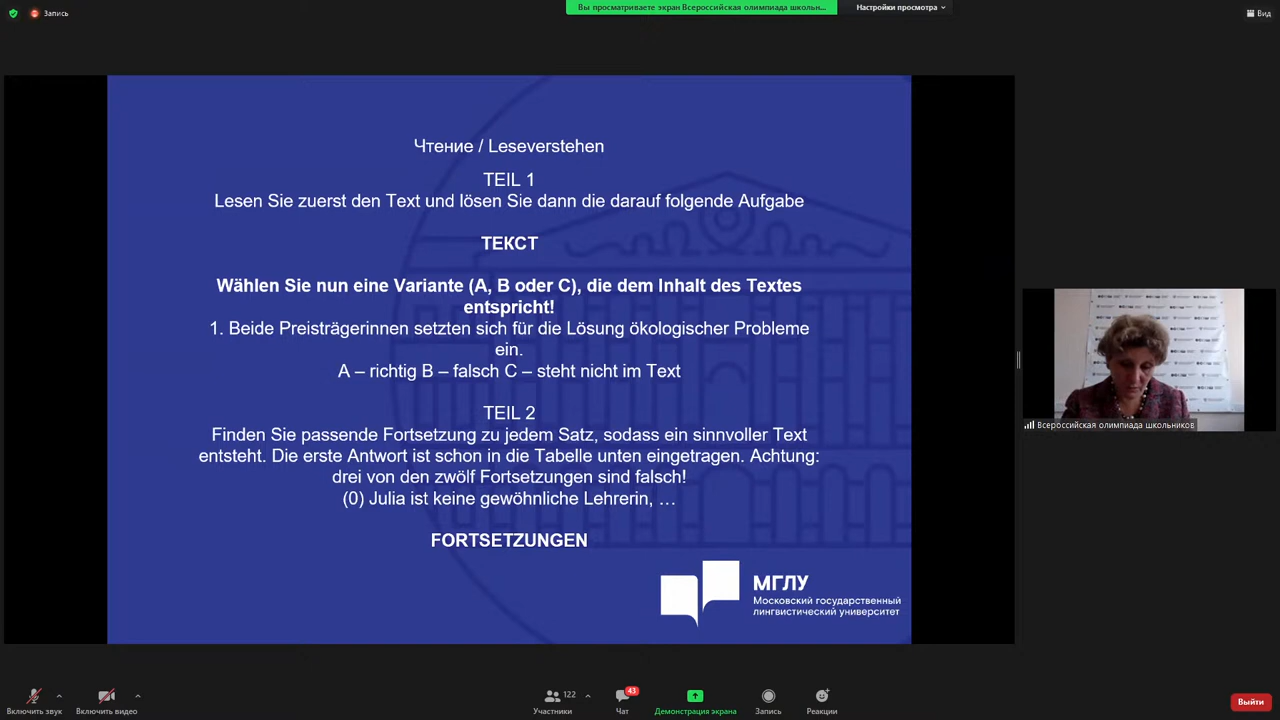 Запись
Вы просматриваете экран Всероссийская олимпиада школьн...
Настройки просмотра
Вид
Чтение / Leseverstehen
TEIL 1
Lesen Sie zuerst den Text und lösen Sie dann die darauf folgende Aufgabe
ТЕКСТ
Wählen Sie nun eine Variante (A, B oder C), die dem Inhalt des Textes
entspricht!
1. Beide Preisträgerinnen setzten sich für die Lösung ökologischer Probleme
ein.
A – richtig B – falsch C – steht nicht im Text
TEIL 2
Finden Sie passende Fortsetzung zu jedem Satz, sodass ein sinnvoller Text
entsteht. Die erste Antwort ist schon in die Tabelle unten eingetragen. Achtung:
drei von den zwölf Fortsetzungen sind falsch!
(0) Julia ist keine gewöhnliche Lehrerin, …
FORTSETZUNGEN
МГЛУ
Московский государственный
лингвистический университет
Всероссийская олимпиада школьников
Включить звук
Включить видео
122
Участники
43
Чат
Демонстрация экрана
Запись
Реакции
Выйти